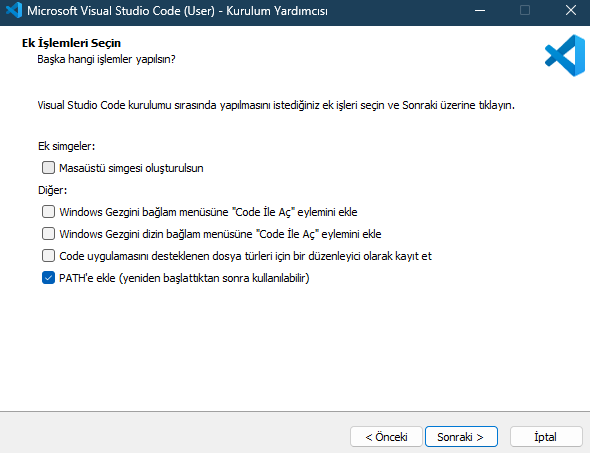 Microsoft Visual Studio Code (User) - Kurulum Yardımcısı
Ek İşlemleri Seçin
Başka hangi işlemler yapılsın?
Visual Studio Code kurulumu sırasında yapılmasını istediğiniz ek işleri seçin ve Sonraki üzerine tıklayın.
Ek simgeler:
Masaüstü simgesi oluşturulsun
Diğer:
Windows Gezgini bağlam menüsüne "Code İle Aç" eylemini ekle
Windows Gezgini dizin bağlam menüsüne "Code İle Aç" eylemini ekle
Code uygulamasını desteklenen dosya türleri için bir düzenleyici olarak kayıt et
PATH'e ekle (yeniden başlattıktan sonra kullanılabilir)
< Önceki Sonraki > İptal